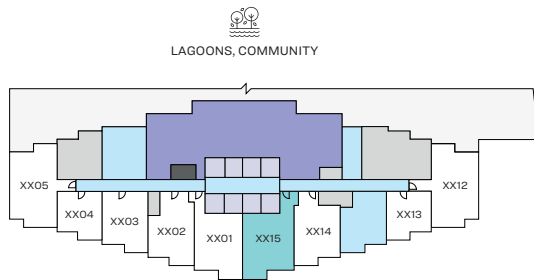 LAGOONS, COMMUNITY
XX05
XX12
XX04
XX03
XX02
XX01
XX15
XX14
XX13